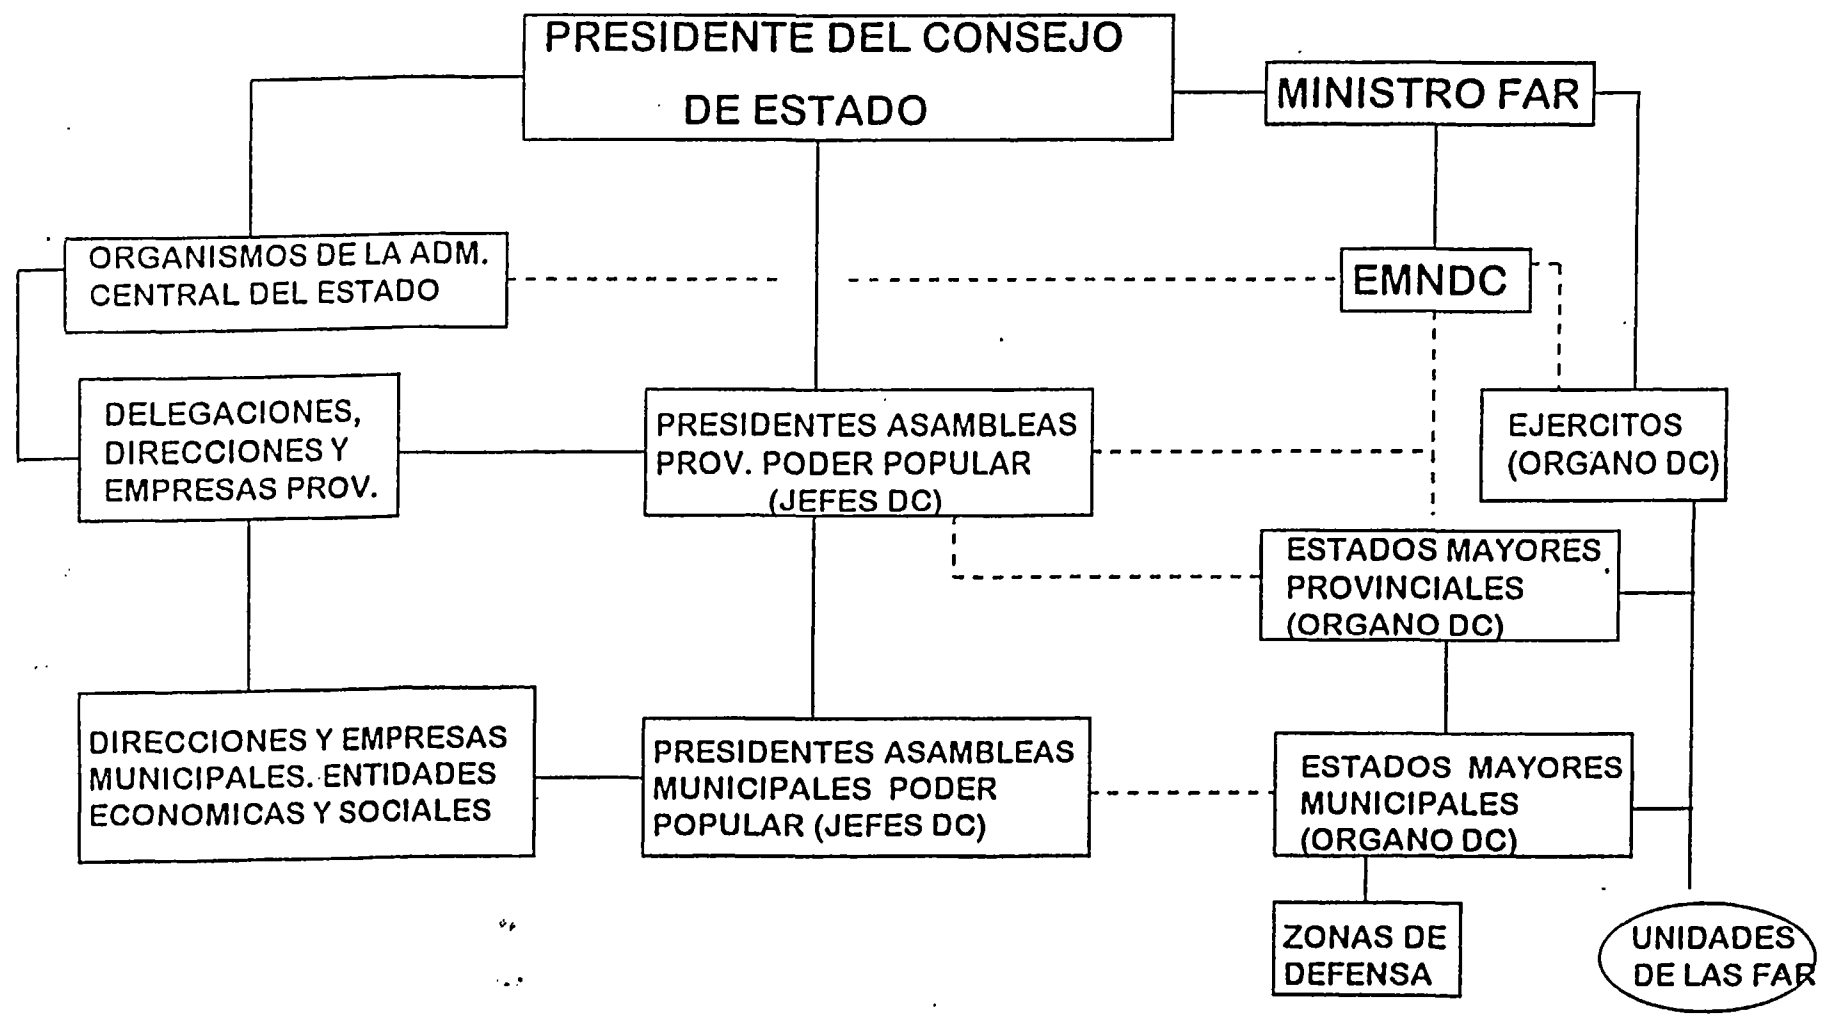 PRESIDENTE DEL CONSEJO
DE ESTADO
MINISTRO FAR
ORGANISMOS DE LA ADM.
CENTRAL DEL ESTADO
EMNDC
DELEGACIONES,
DIRECCIONES Y
EMPRESAS PROV.
PRESIDENTES ASAMBLEAS
PROV. PODER POPULAR
(JEFES DC)
EJERCITOS
(ORGANO DC)
ESTADOS MAYORES
PROVINCIALES
(ORGANO DC)
DIRECCIONES Y EMPRESAS
MUNICIPALES. ENTIDADES
ECONOMICAS Y SOCIALES
PRESIDENTES ASAMBLEAS
MUNICIPALES PODER
POPULAR (JEFES DC)
ESTADOS MAYORES
MUNICIPALES
(ORGANO DC)
ZONAS DE
DEFENSA
UNIDADES
DE LAS FAR